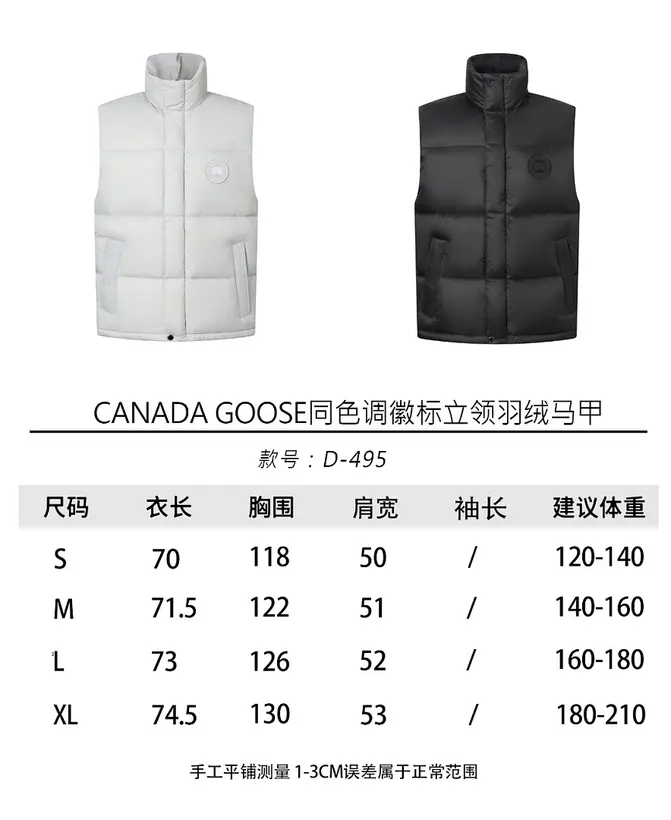 CANADA GOOSE同色调徽标立领羽绒马甲
款号：D-495
尺码 衣长 胸围 肩宽 袖长 建议体重
S 70 118 50 / 120-140
M 71.5 122 51 / 140-160
L 73 126 52 / 160-180
XL 74.5 130 53 / 180-210
手工平铺测量 1-3CM误差属于正常范围